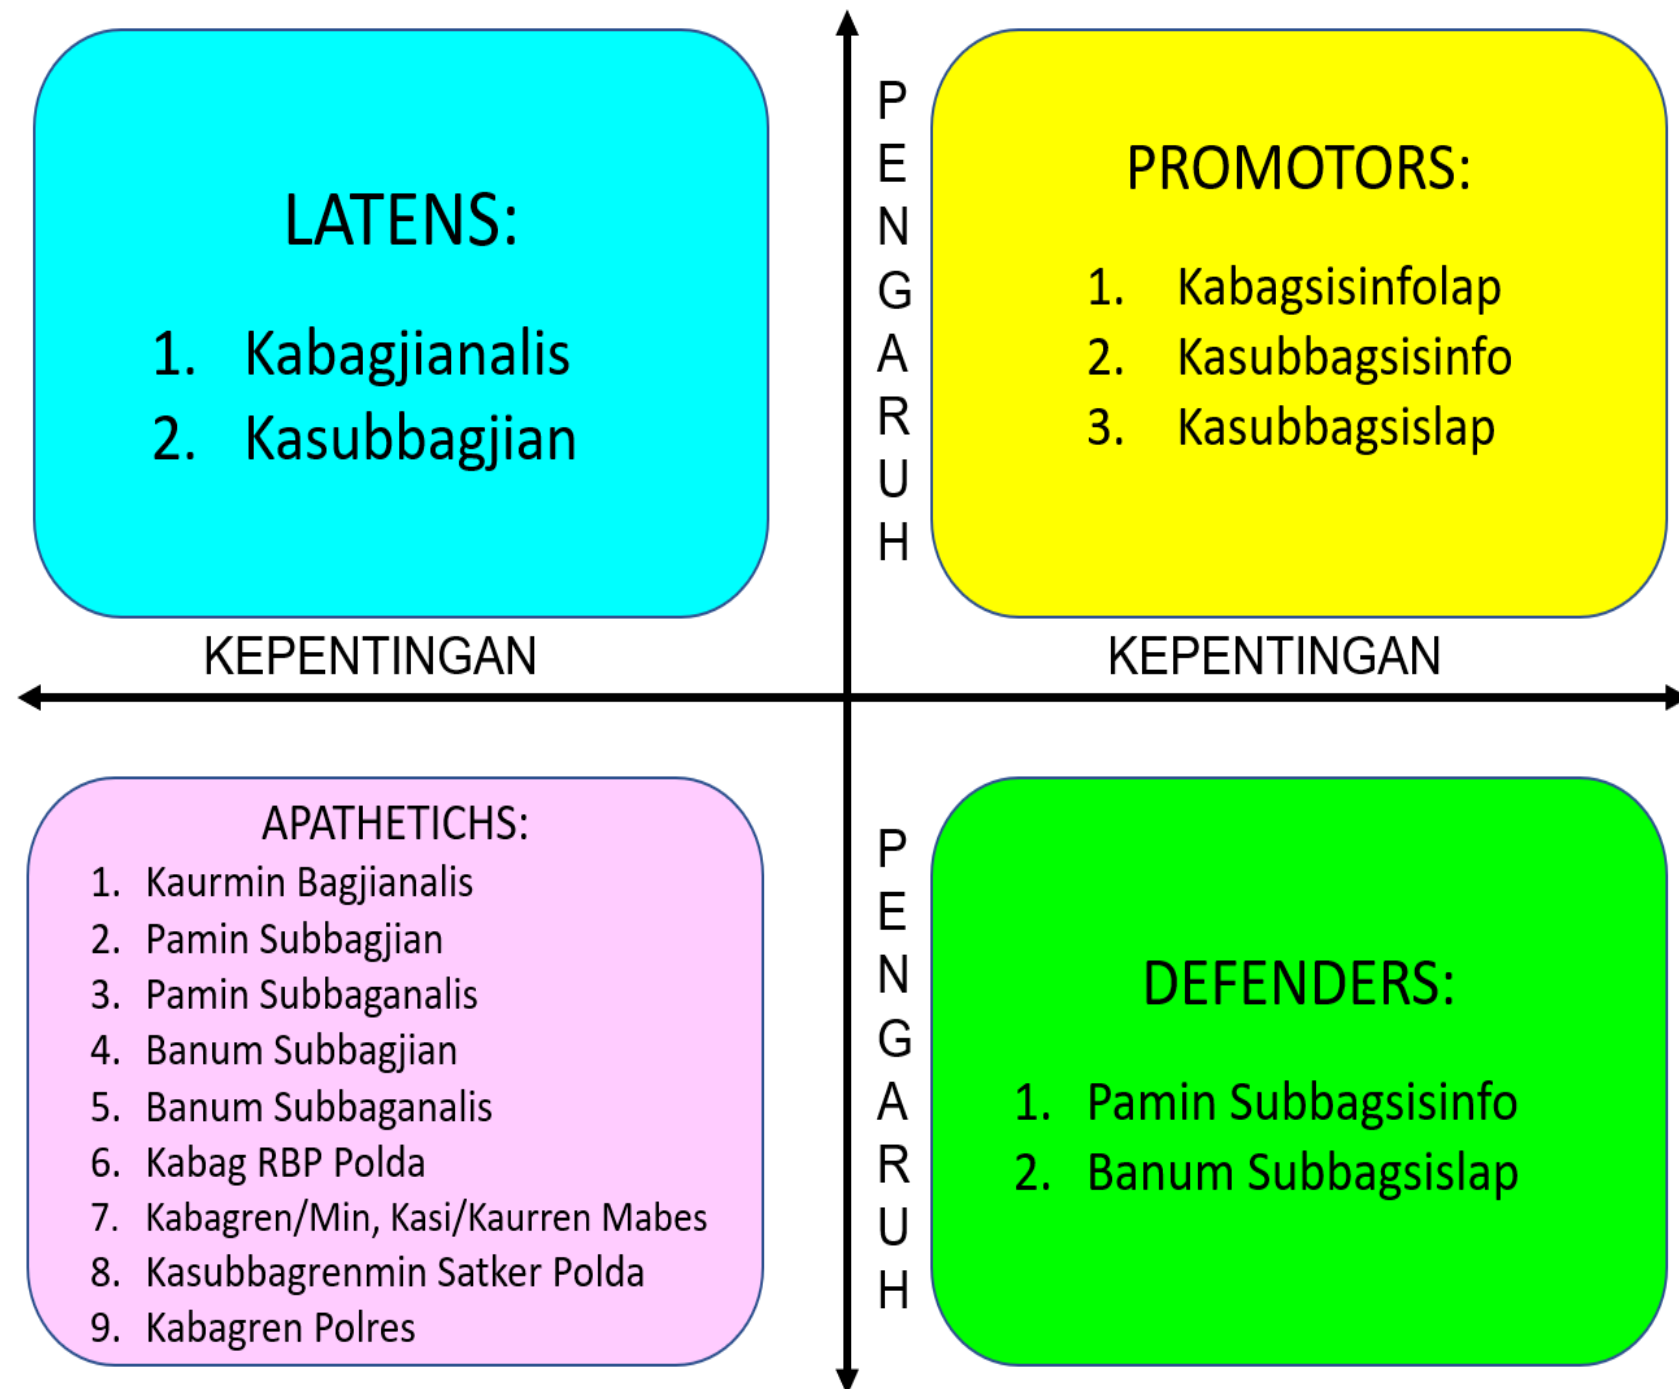 LATENS:
1. Kabagjianalis
2. Kasubbagjian
PENGARUH
PROMOTORS:
1. Kabagsisinfolap
2. Kasubbagsisinfo
3. Kasubbagsislap
KEPENTINGAN
KEPENTINGAN
APATHETICHS:
1. Kaurmin Bagjianalis
2. Pamin Subbagjian
3. Pamin Subbaganalis
4. Banum Subbagjian
5. Banum Subbaganalis
6. Kabag RBP Polda
7. Kabagren/Min, Kasi/Kaurren Mabes
8. Kasubbagrenmin Satker Polda
9. Kabagren Polres
PENGARUH
DEFENDERS:
1. Pamin Subbagsisinfo
2. Banum Subbagsislap